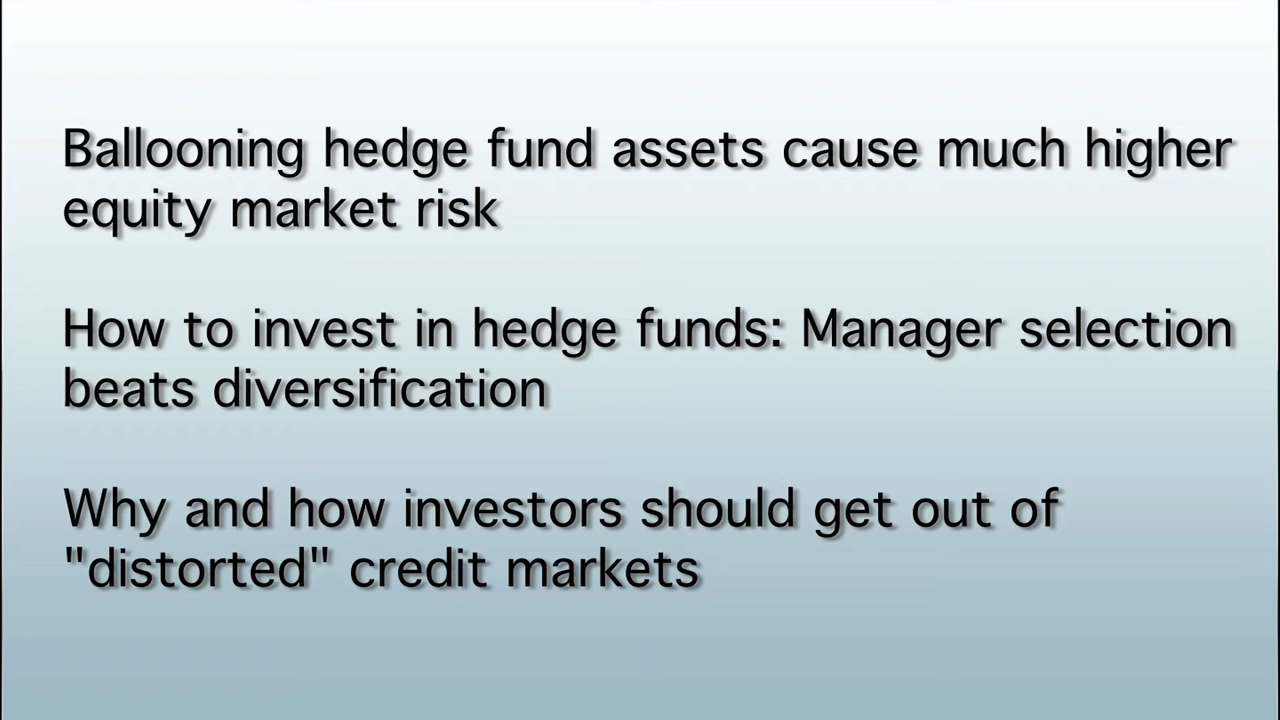 Ballooning hedge fund assets cause much higher
equity market risk
How to invest in hedge funds: Manager selection
beats diversification
Why and how investors should get out of
"distorted" credit markets